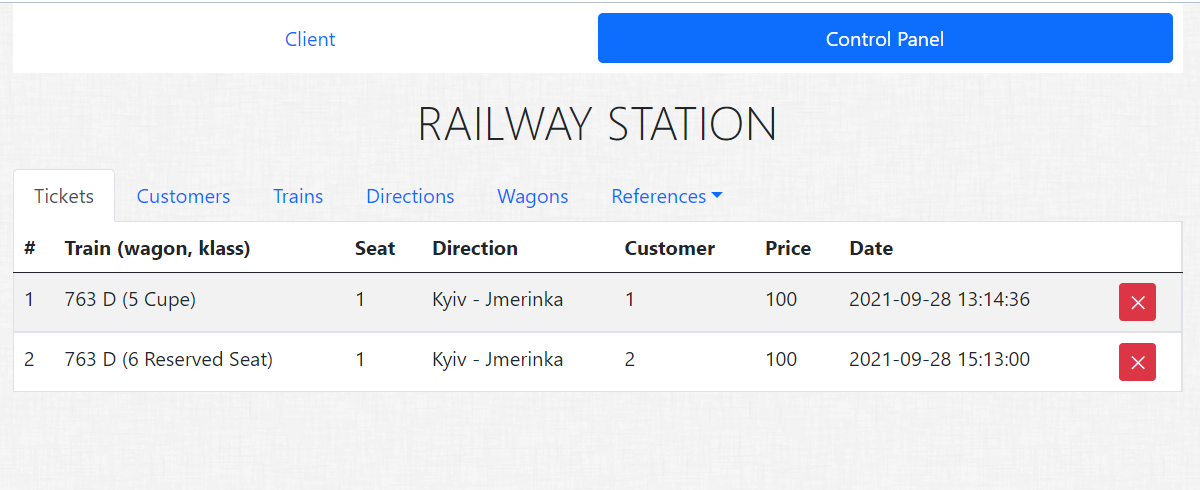 Client Control Panel
RAILWAY STATION
Tickets Customers Trains Directions Wagons References
# Train (wagon, klass) Seat Direction Customer Price Date
1 763 D (5 Cupe) 1 Kyiv - Jmerinka 1 100 2021-09-28 13:14:36
2 763 D (6 Reserved Seat) 1 Kyiv - Jmerinka 2 100 2021-09-28 15:13:00